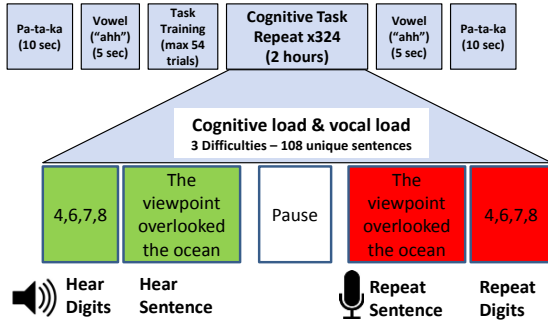 Pa-ta-ka
(10 sec)
Vowel
("ahh")
(5 sec)
Task
Training
(max 54
trials)
Cognitive Task
Repeat x324
(2 hours)
Vowel
("ahh")
(5 sec)
Pa-ta-ka
(10 sec)
Cognitive load & vocal load
3 Difficulties – 108 unique sentences
4,6,7,8
The
viewpoint
overlooked
the ocean
Pause
The
viewpoint
overlooked
the ocean
4,6,7,8
Hear
Digits
Hear
Sentence
Repeat
Sentence
Repeat
Digits